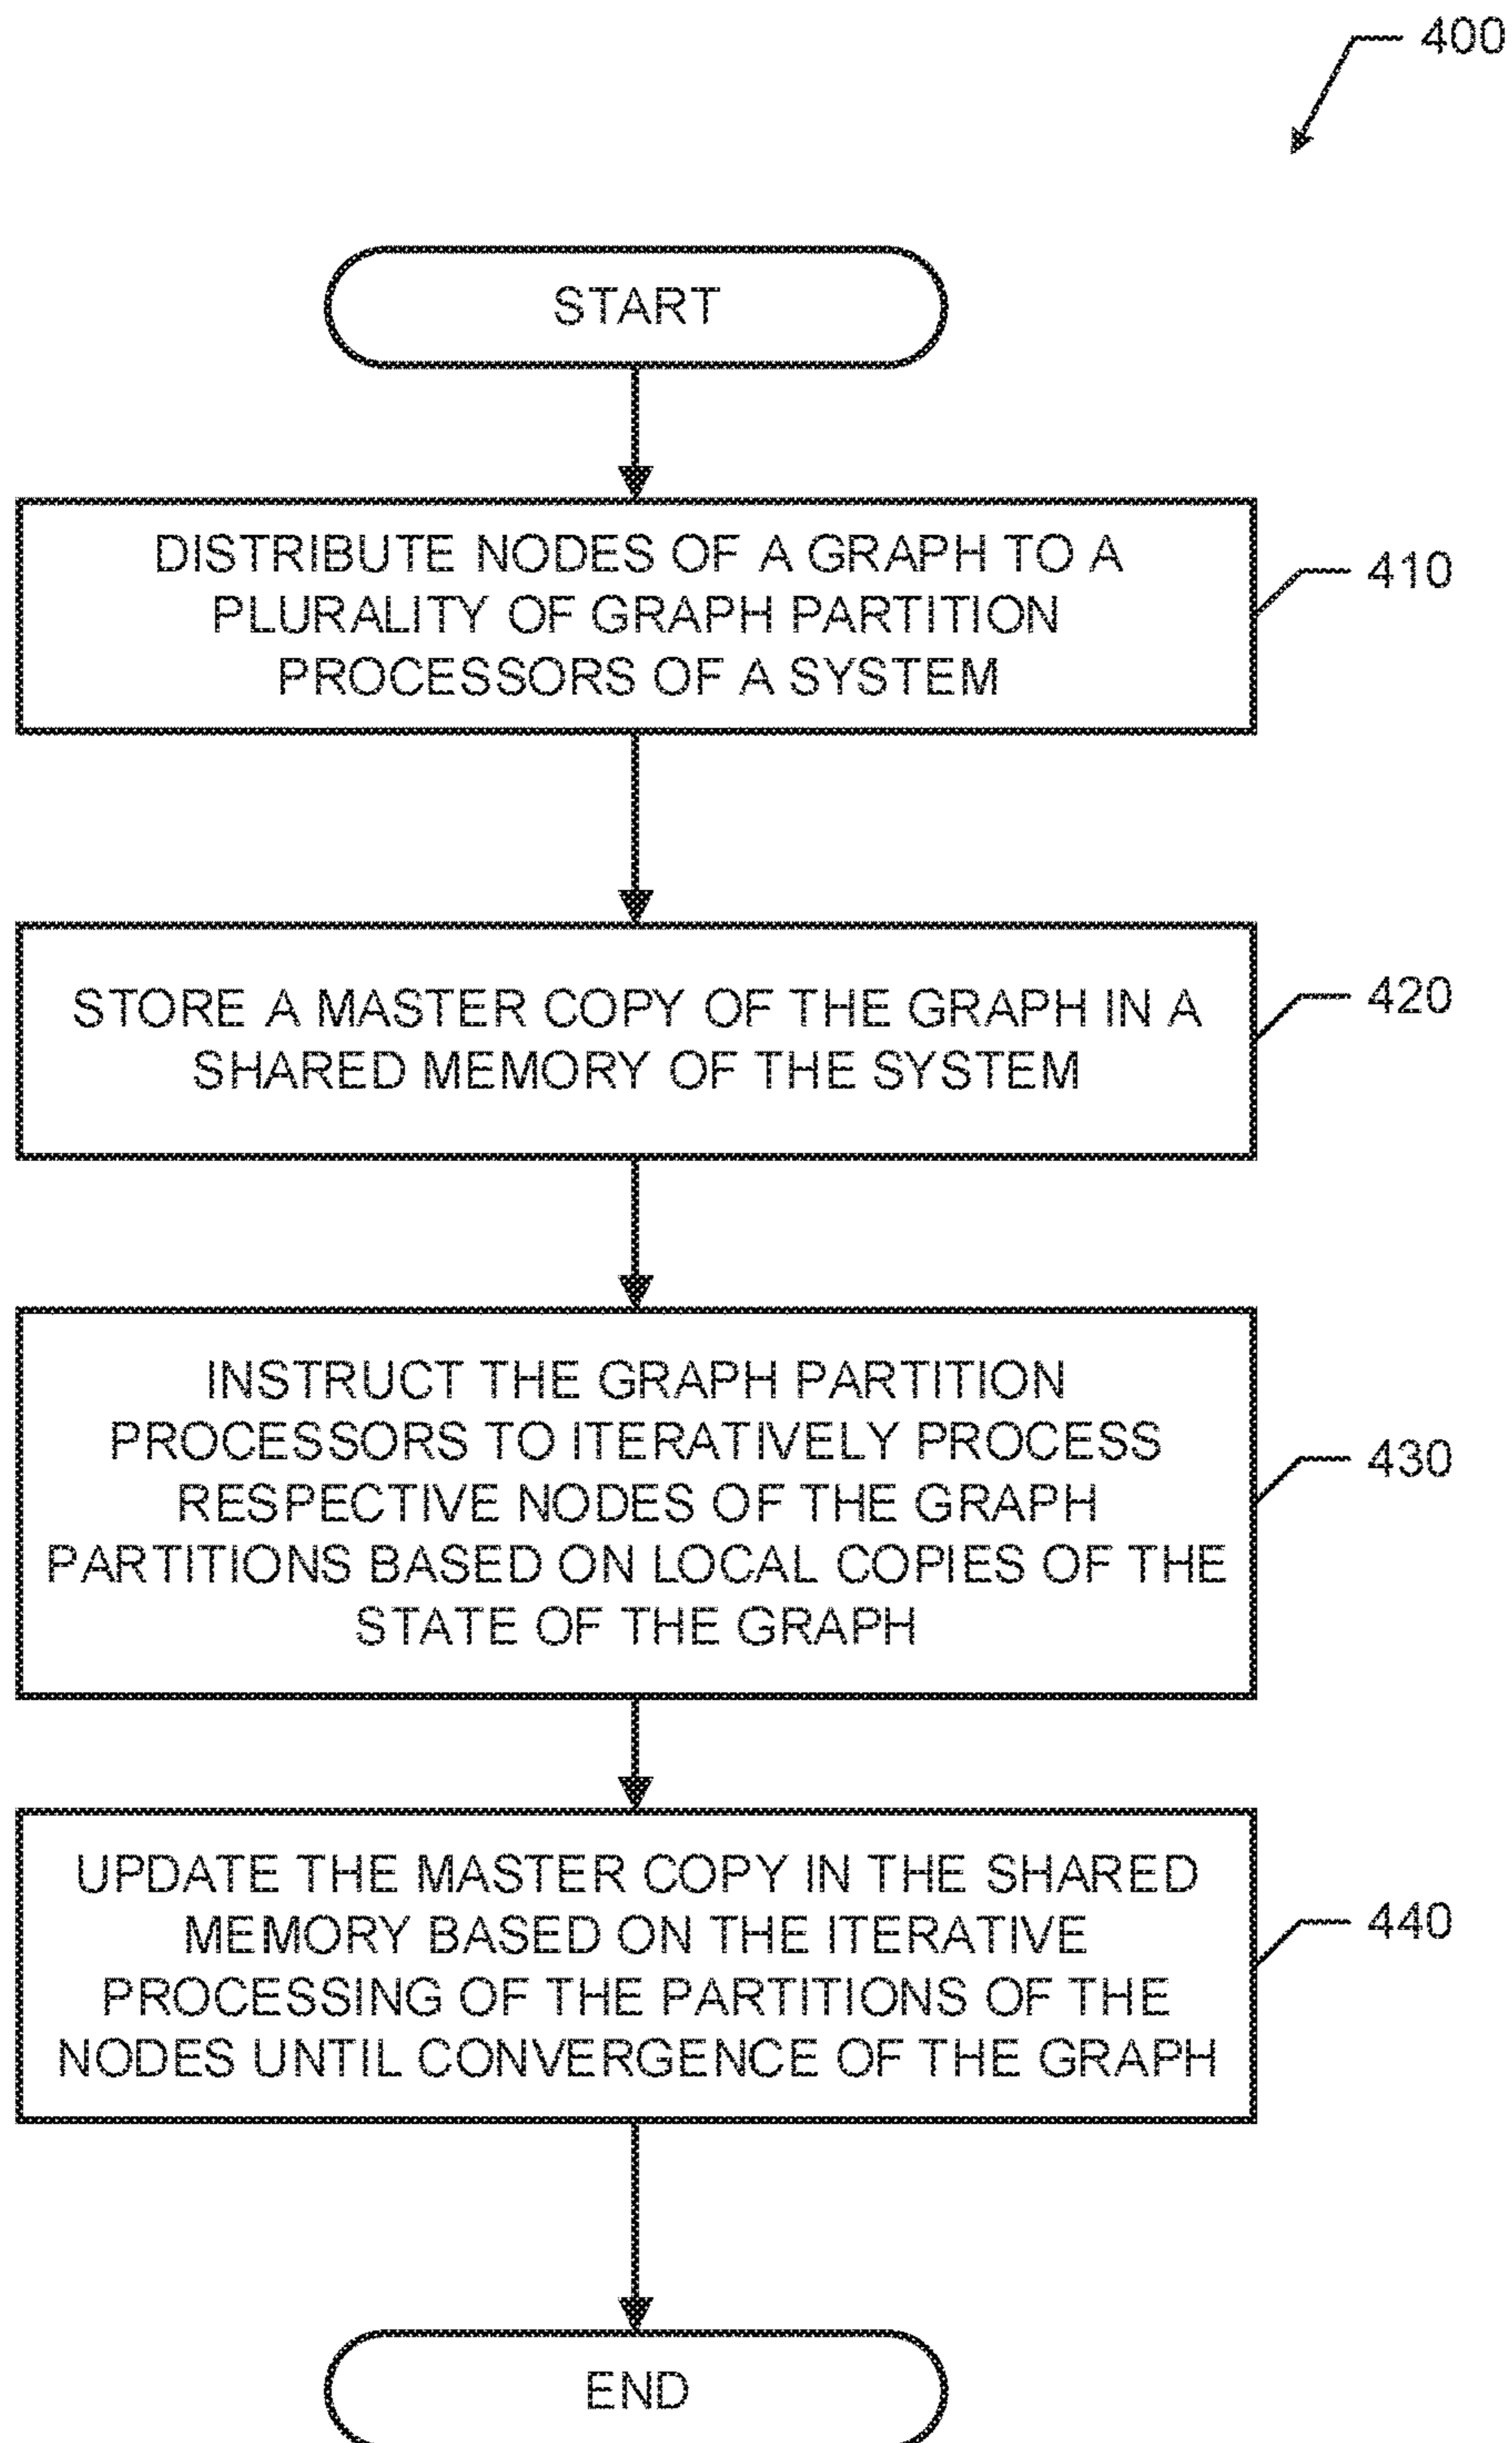 400
START
DISTRIBUTE NODES OF A GRAPH TO A
PLURALITY OF GRAPH PARTITION
PROCESSORS OF A SYSTEM
410
STORE A MASTER COPY OF THE GRAPH IN A
SHARED MEMORY OF THE SYSTEM
420
INSTRUCT THE GRAPH PARTITION
PROCESSORS TO ITERATIVELY PROCESS
RESPECTIVE NODES OF THE GRAPH
PARTITIONS BASED ON LOCAL COPIES OF THE
STATE OF THE GRAPH
430
UPDATE THE MASTER COPY IN THE SHARED
MEMORY BASED ON THE ITERATIVE
PROCESSING OF THE PARTITIONS OF THE
NODES UNTIL CONVERGENCE OF THE GRAPH
440
END